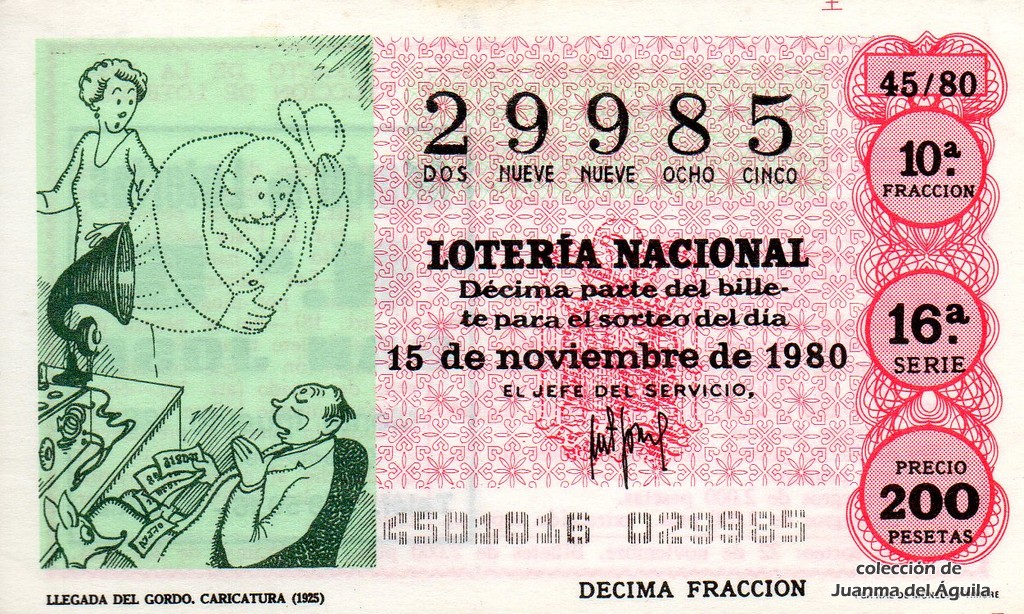 29985
DOS NUEVE NUEVE OCHO CINCO
LOTERÍA NACIONAL
Décima parte del bille-
te para el sorteo del día
15 de noviembre de 1980
EL JEFE DEL SERVICIO,
4501016 029985
DECIMA FRACCION
45/80
10.ª
FRACCION
16.ª
SERIE
PRECIO
200
PESETAS
colección de
Juanma del Águila
LLEGADA DEL GORDO. CARICATURA (1925)